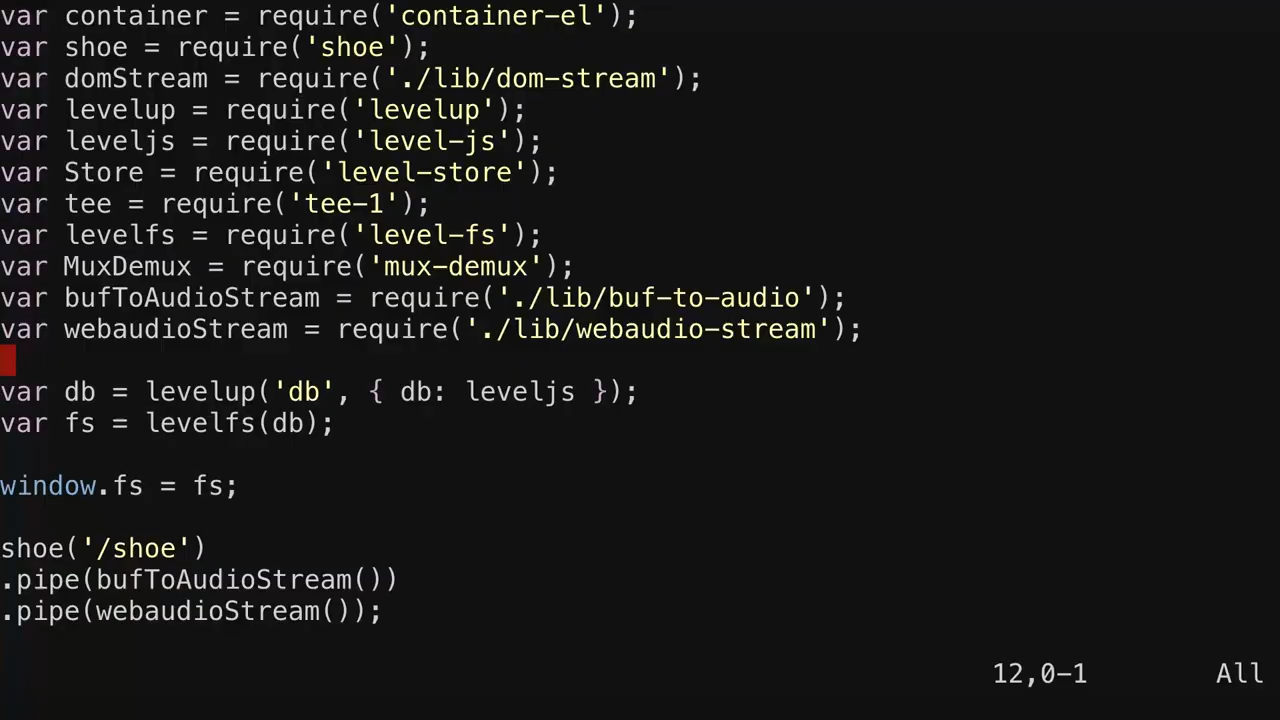 var container = require('container-el');
var shoe = require('shoe');
var domStream = require('./lib/dom-stream');
var levelup = require('levelup');
var leveljs = require('level-js');
var Store = require('level-store');
var tee = require('tee-1');
var levelfs = require('level-fs');
var MuxDemux = require('mux-demux');
var bufToAudioStream = require('./lib/buf-to-audio');
var webaudioStream = require('./lib/webaudio-stream');
var db = levelup('db', { db: leveljs });
var fs = levelfs(db);
window.fs = fs;
shoe('/shoe')
.pipe(bufToAudioStream())
.pipe(webaudioStream());
12,0-1 All